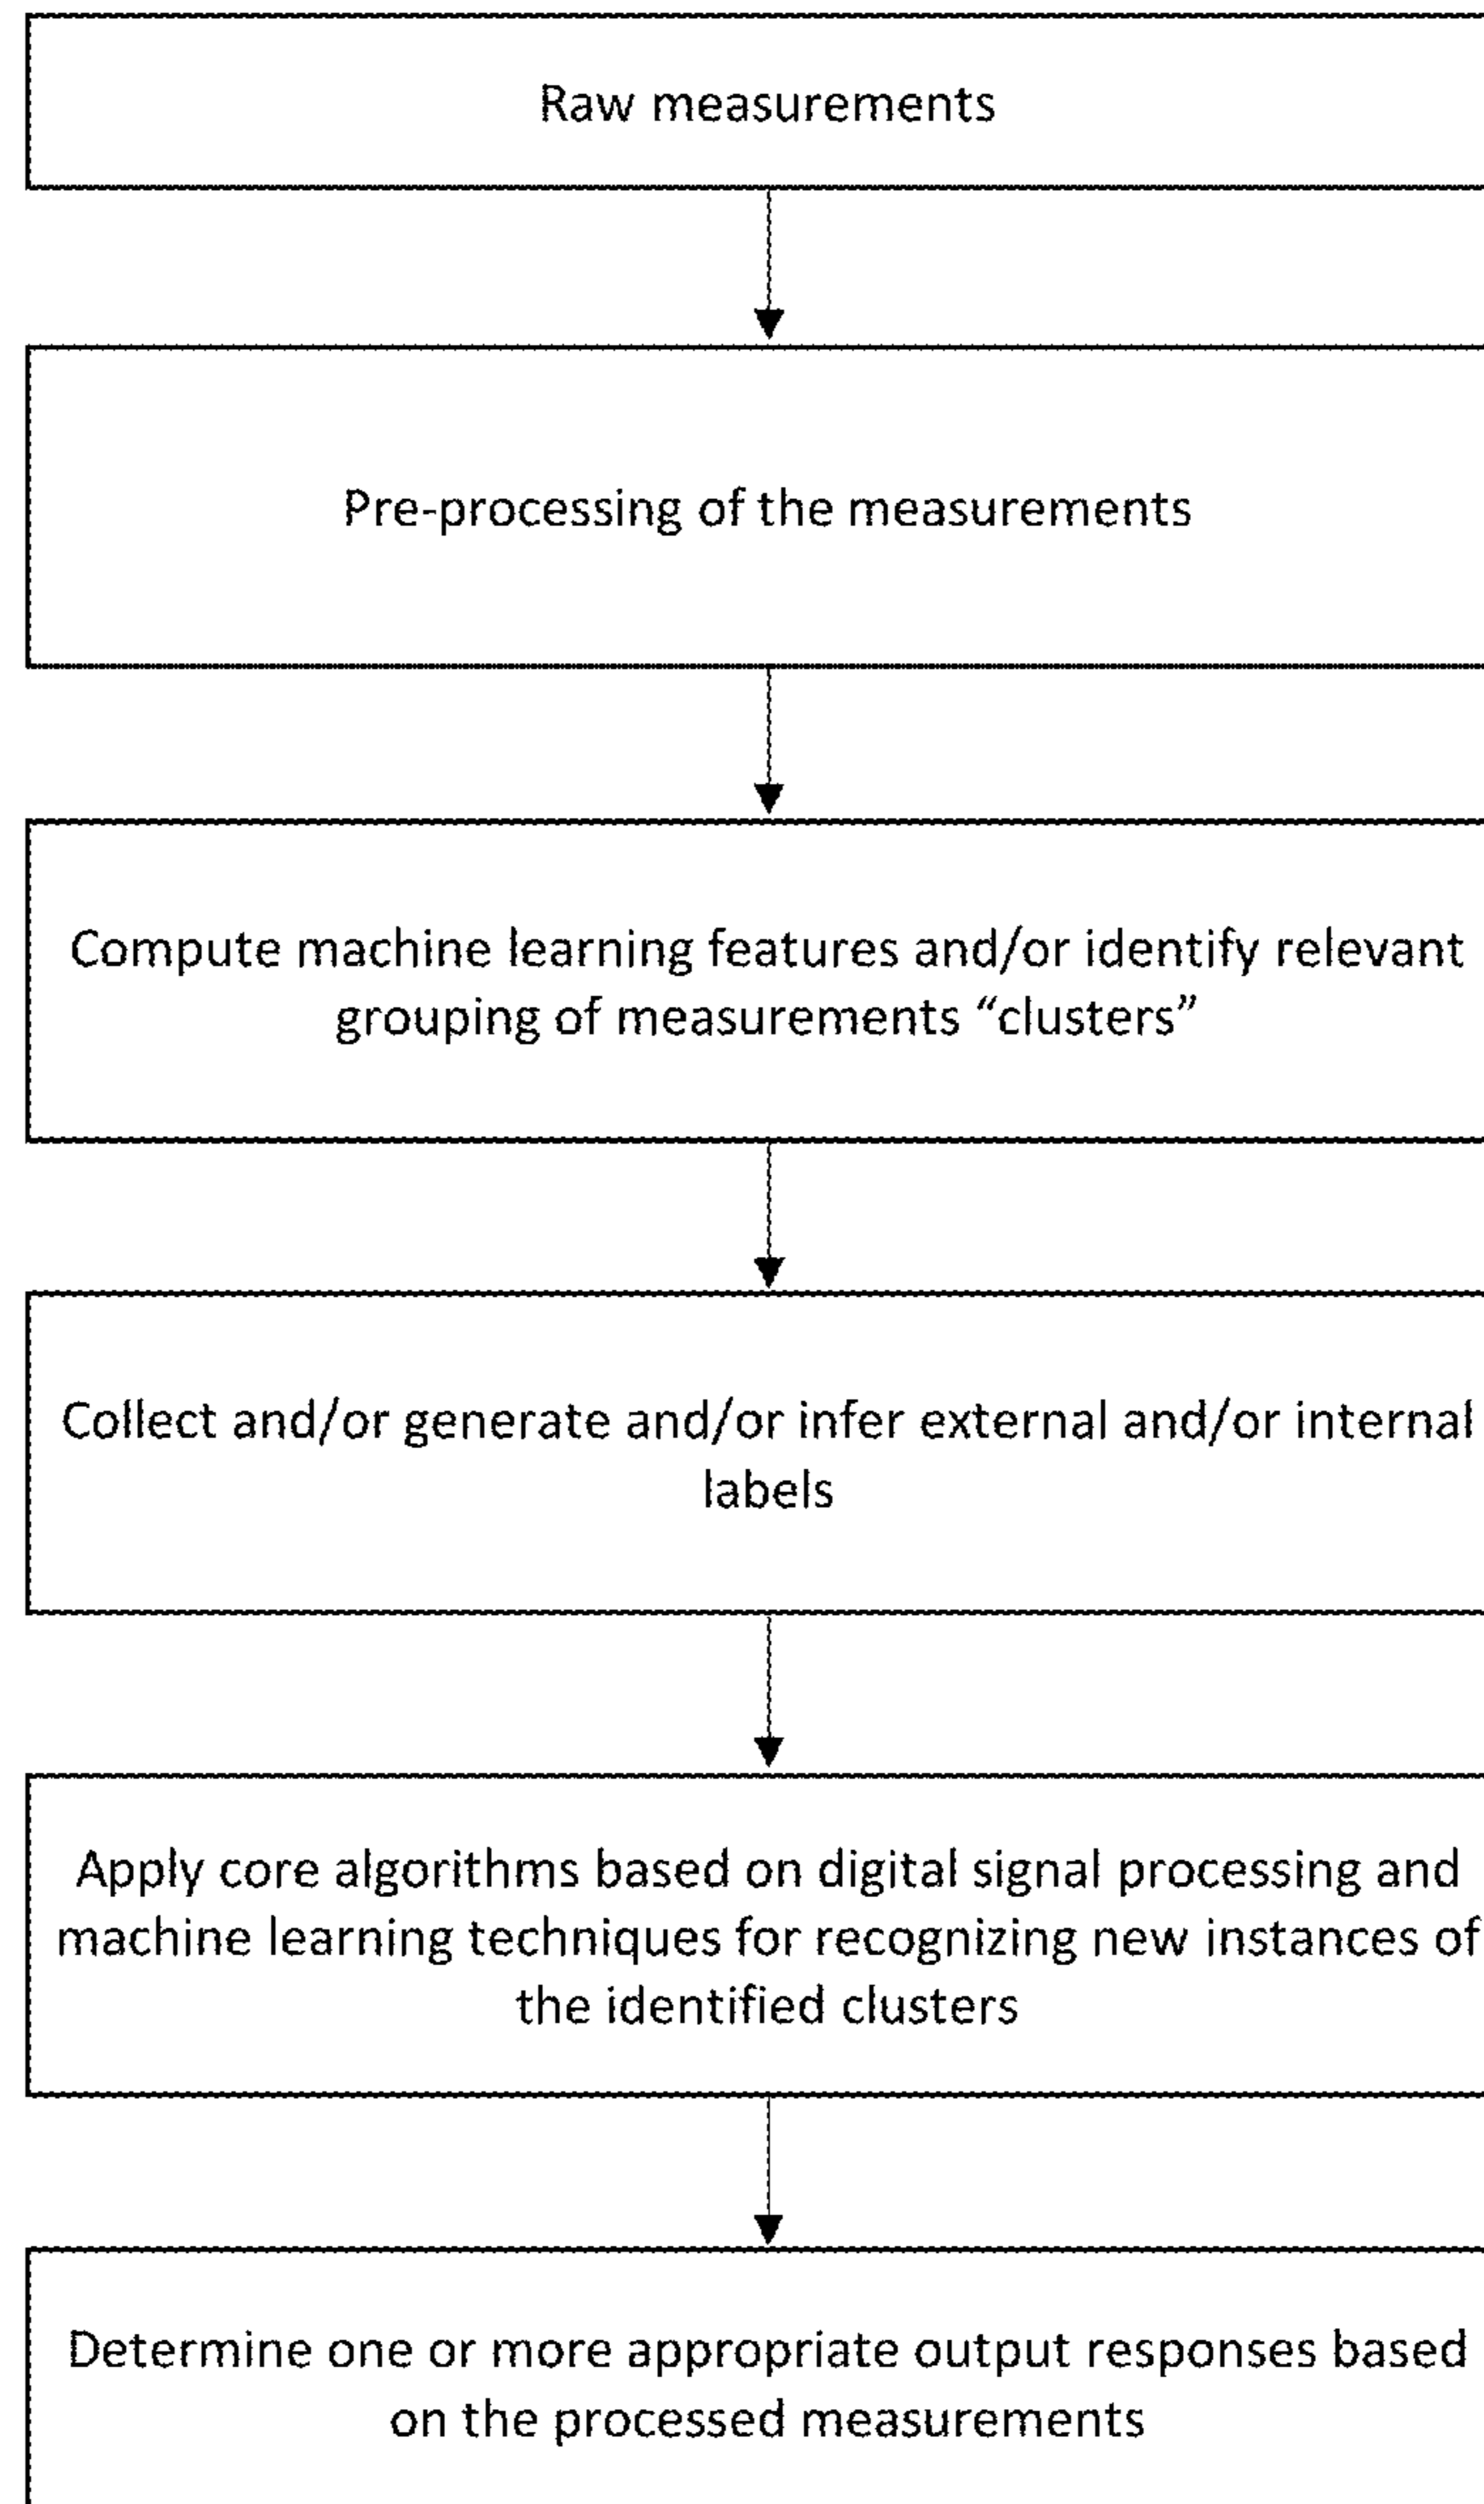 Raw measurements
Pre-processing of the measurements
Compute machine learning features and/or identify relevant
grouping of measurements “clusters”
Collect and/or generate and/or infer external and/or internal
labels
Apply core algorithms based on digital signal processing and
machine learning techniques for recognizing new instances of
the identified clusters
Determine one or more appropriate output responses based
on the processed measurements